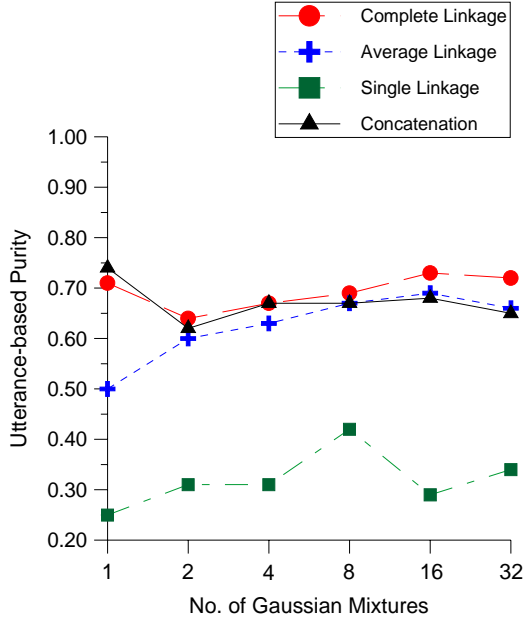 Complete Linkage
Average Linkage
Single Linkage
Concatenation
1.00
0.90
0.80
0.70
0.60
0.50
0.40
0.30
0.20
Utterance-based Purity
1 2 4 8 16 32
No. of Gaussian Mixtures